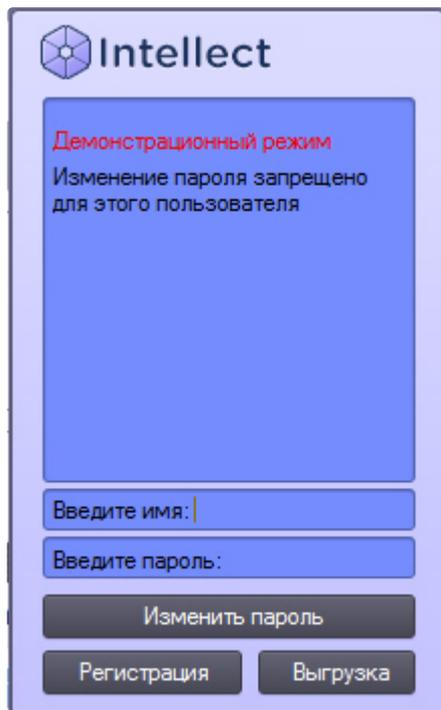 Intellect
Демонстрационный режим
Изменение пароля запрещено
для этого пользователя
Введите имя:
Введите пароль:
Изменить пароль
Регистрация
Выгрузка